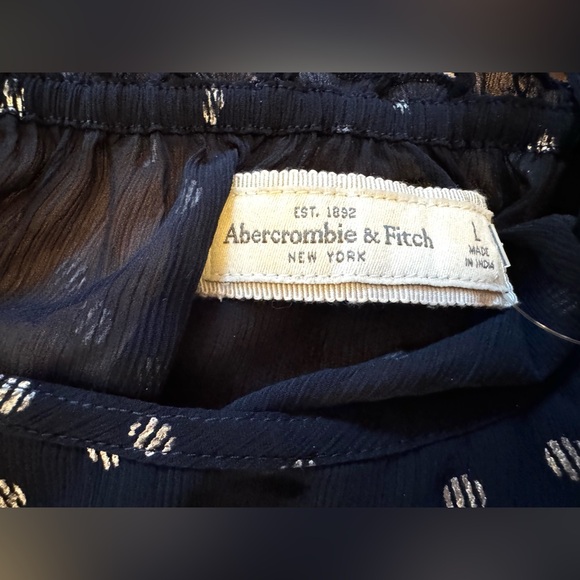 EST. 1892
Abercrombie & Fitch
NEW YORK
L
MADE
IN INDIA